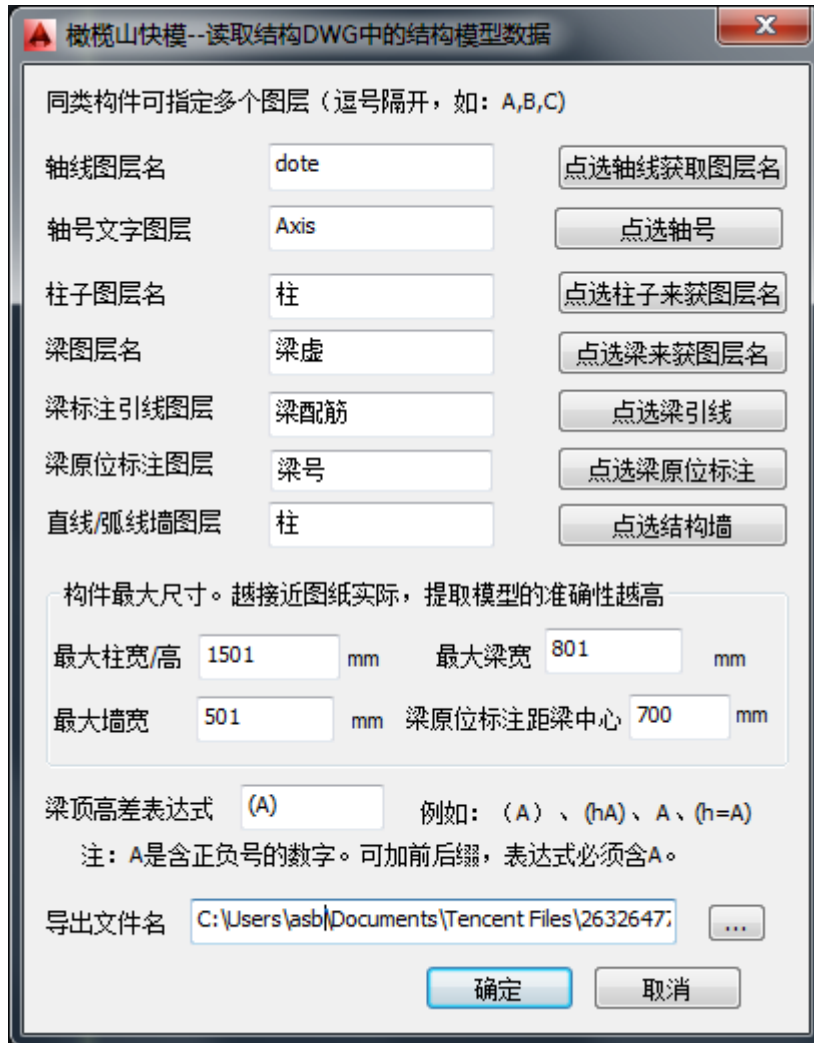 橄榄山快模--读取结构DWG中的结构模型数据
同类构件可指定多个图层（逗号隔开，如：A,B,C)
轴线图层名 dote 点选轴线获取图层名
轴号文字图层 Axis 点选轴号
柱子图层名 柱 点选柱子来获图层名
梁图层名 梁虚 点选梁来获图层名
梁标注引线图层 梁配筋 点选梁引线
梁原位标注图层 梁号 点选梁原位标注
直线/弧线墙图层 柱 点选结构墙
构件最大尺寸。越接近图纸实际，提取模型的准确性越高
最大柱宽/高 1501 mm 最大梁宽 801 mm
最大墙宽 501 mm 梁原位标注距梁中心 700 mm
梁顶高差表达式 (A) 例如：（A）、(hA)、A、(h=A)
注：A是含正负号的数字。可加前后缀，表达式必须含A。
导出文件名 C:\Users\asb\Documents\Tencent Files\2632647 ...
确定 取消